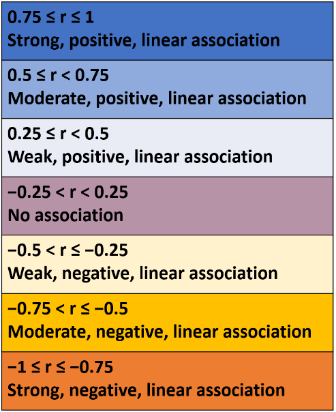 0.75 ≤ r ≤ 1
Strong, positive, linear association
0.5 ≤ r < 0.75
Moderate, positive, linear association
0.25 ≤ r < 0.5
Weak, positive, linear association
−0.25 < r < 0.25
No association
−0.5 < r ≤ −0.25
Weak, negative, linear association
−0.75 < r ≤ −0.5
Moderate, negative, linear association
−1 ≤ r ≤ −0.75
Strong, negative, linear association